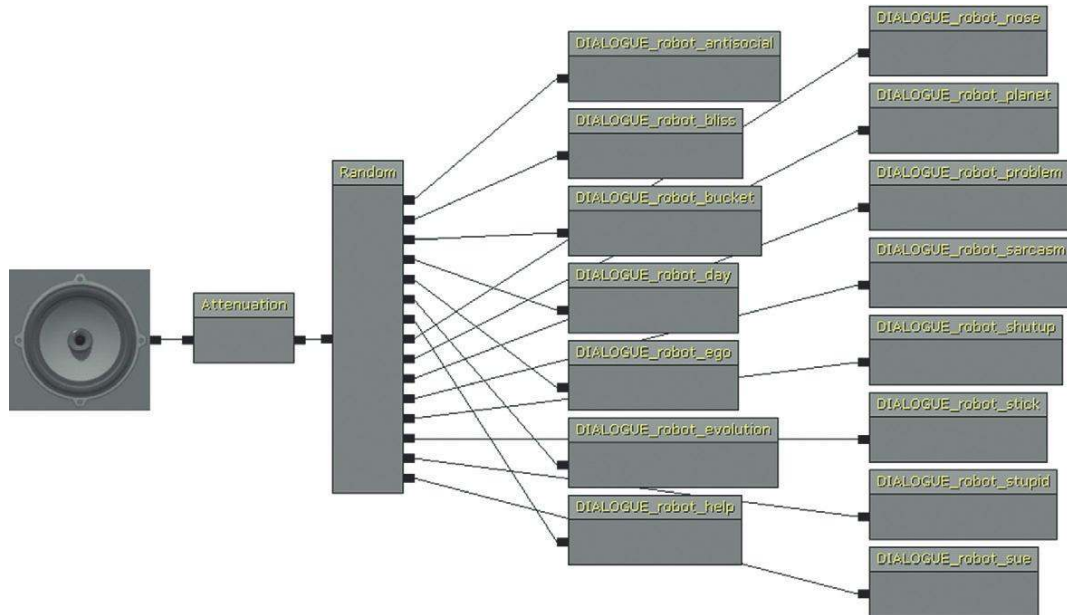 Attenuation
Random
DIALOGUE_robot_antisocial
DIALOGUE_robot_bliss
DIALOGUE_robot_bucket
DIALOGUE_robot_day
DIALOGUE_robot_ego
DIALOGUE_robot_evolution
DIALOGUE_robot_help
DIALOGUE_robot_nose
DIALOGUE_robot_planet
DIALOGUE_robot_problem
DIALOGUE_robot_sarcasm
DIALOGUE_robot_shutup
DIALOGUE_robot_stick
DIALOGUE_robot_stupid
DIALOGUE_robot_sue